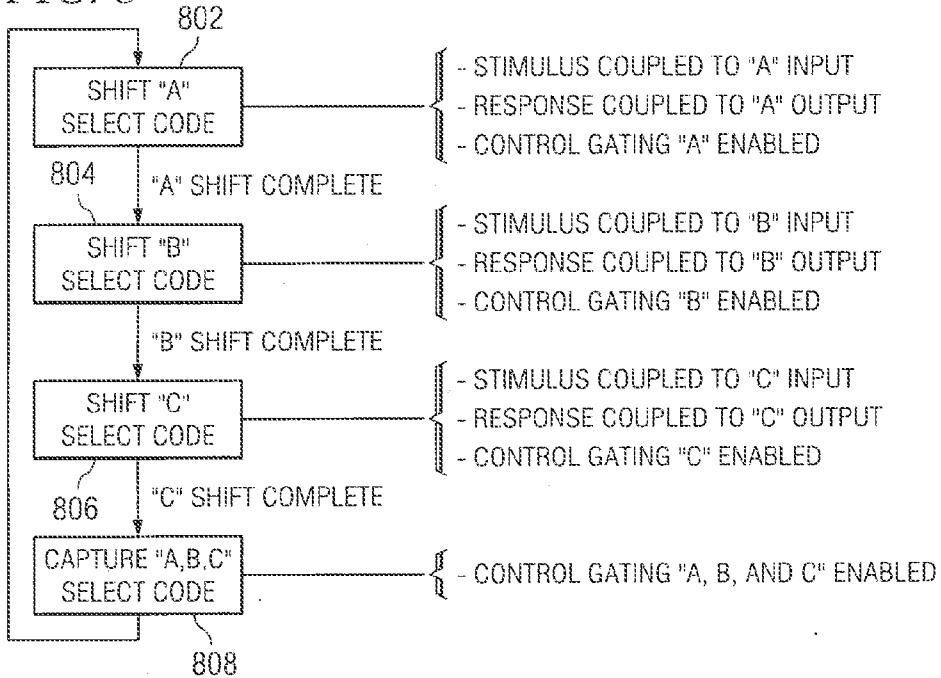 802
SHIFT "A"
SELECT CODE
- STIMULUS COUPLED TO "A" INPUT
- RESPONSE COUPLED TO "A" OUTPUT
- CONTROL GATING "A" ENABLED
804
"A" SHIFT COMPLETE
SHIFT "B"
SELECT CODE
- STIMULUS COUPLED TO "B" INPUT
- RESPONSE COUPLED TO "B" OUTPUT
- CONTROL GATING "B" ENABLED
"B" SHIFT COMPLETE
SHIFT "C"
SELECT CODE
- STIMULUS COUPLED TO "C" INPUT
- RESPONSE COUPLED TO "C" OUTPUT
- CONTROL GATING "C" ENABLED
806
"C" SHIFT COMPLETE
CAPTURE "A,B,C"
SELECT CODE
- CONTROL GATING "A, B, AND C" ENABLED
808